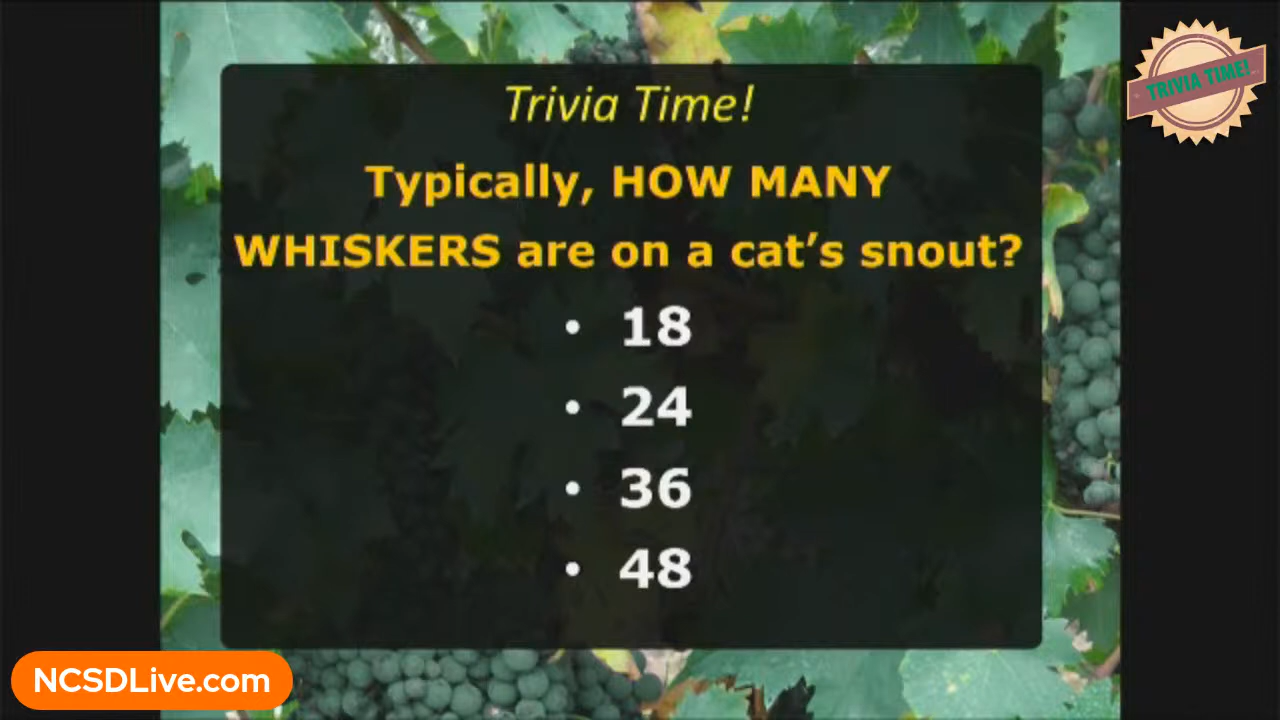 TRIVIA TIME!
Trivia Time!
Typically, HOW MANY
WHISKERS are on a cat’s snout?
• 18
• 24
• 36
• 48
NCSDLive.com